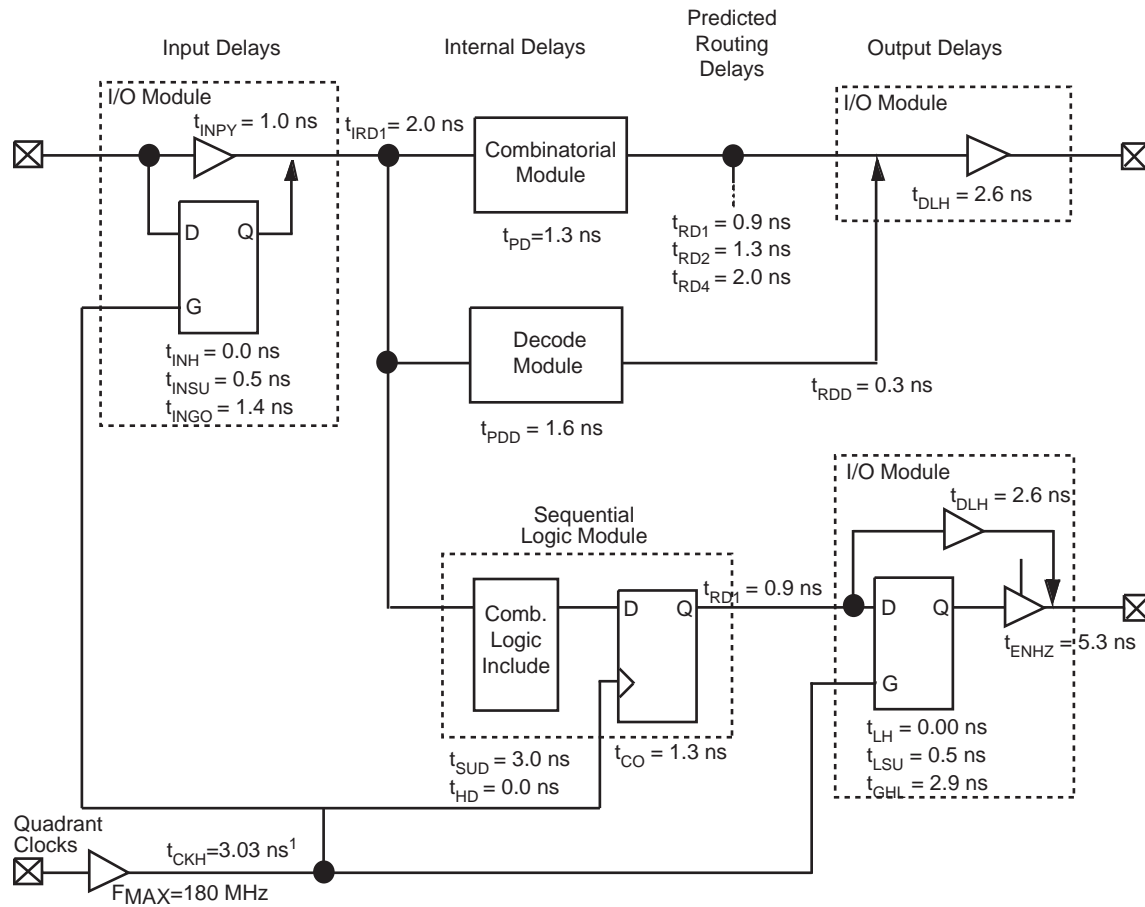 Input Delays
Internal Delays
Predicted
Routing
Delays
Output Delays
I/O Module
tINPY = 1.0 ns
tIRD1 = 2.0 ns
Combinatorial
Module
tPD=1.3 ns
I/O Module
tDLH = 2.6 ns
tRD1 = 0.9 ns
tRD2 = 1.3 ns
tRD4 = 2.0 ns
D
Q
G
tINH = 0.0 ns
tINSU = 0.5 ns
tINGO = 1.4 ns
Decode
Module
tPDD = 1.6 ns
tRDD = 0.3 ns
Sequential
Logic Module
Comb.
Logic
Include
D
Q
tRD1 = 0.9 ns
tSUD = 3.0 ns
tHD = 0.0 ns
tCO = 1.3 ns
I/O Module
tDLH = 2.6 ns
D
Q
G
tENHZ = 5.3 ns
tLH = 0.00 ns
tLSU = 0.5 ns
tGHL = 2.9 ns
Quadrant
Clocks
tCKH=3.03 ns1
FMAX=180 MHz